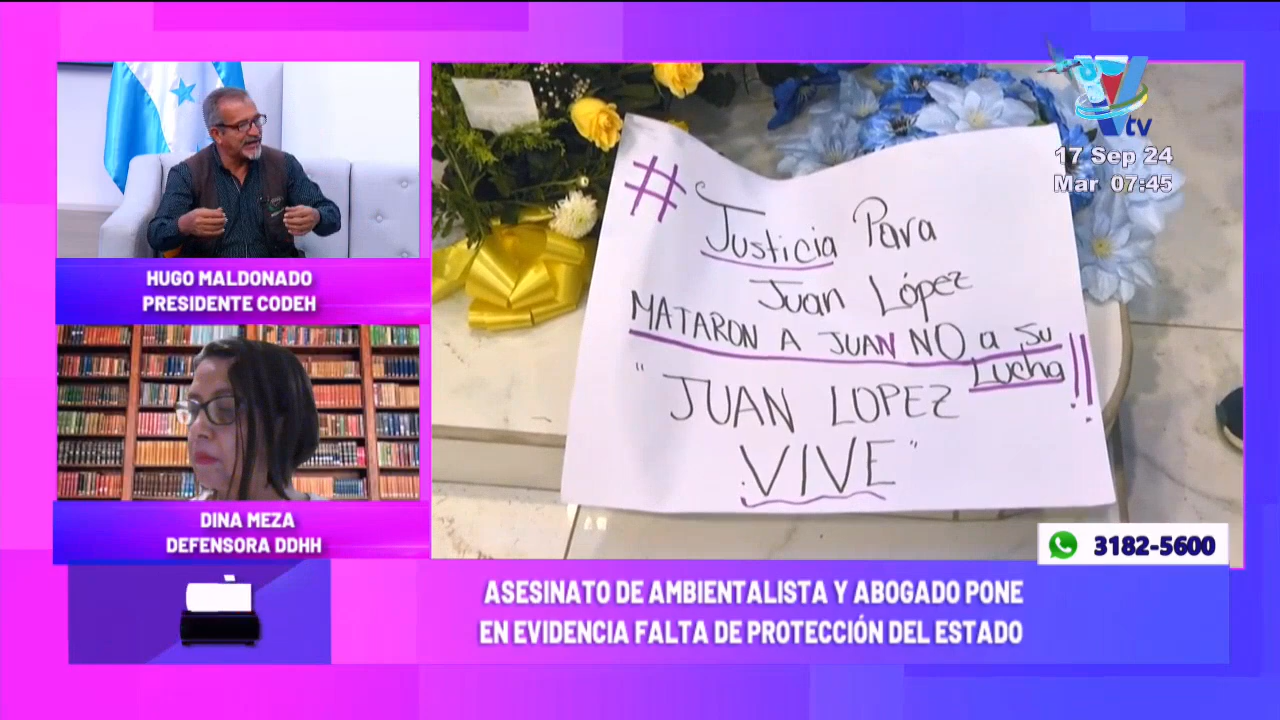 HUGO MALDONADO
PRESIDENTE CODEH
DINA MEZA
DEFENSORA DDHH
Vtv
17 Sep 24
Mar 07:45
# Justicia Para
Juan López
MATARON A JUAN NO a Su
Lucha!!
"JUAN LOPEZ
VIVE"
3182-5600
ASESINATO DE AMBIENTALISTA Y ABOGADO PONE
EN EVIDENCIA FALTA DE PROTECCIÓN DEL ESTADO